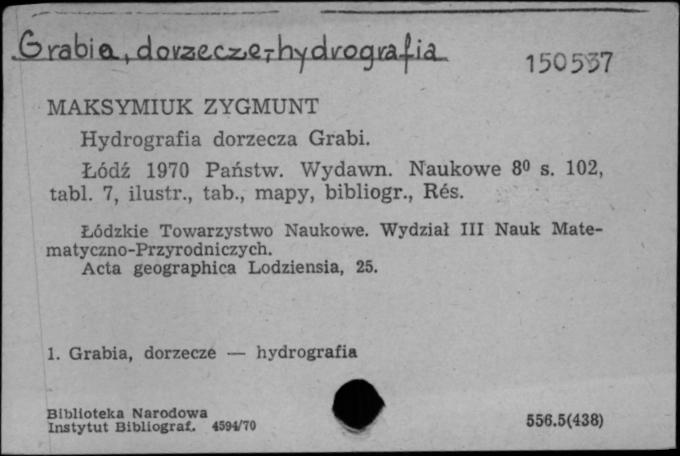 Grabia, dorzecze-hydrografia
150537
MAKSYMIUK ZYGMUNT
Hydrografia dorzecza Grabi.
Łódź 1970 Państw. Wydawn. Naukowe 8⁰ s. 102,
tabl. 7, ilustr., tab., mapy, bibliogr., Rés.
Łódzkie Towarzystwo Naukowe. Wydział III Nauk Mate-
matyczno-Przyrodniczych.
Acta geographica Lodziensia, 25.
1. Grabia, dorzecze — hydrografia
Biblioteka Narodowa
Instytut Bibliograf. 4594/70
556.5(438)